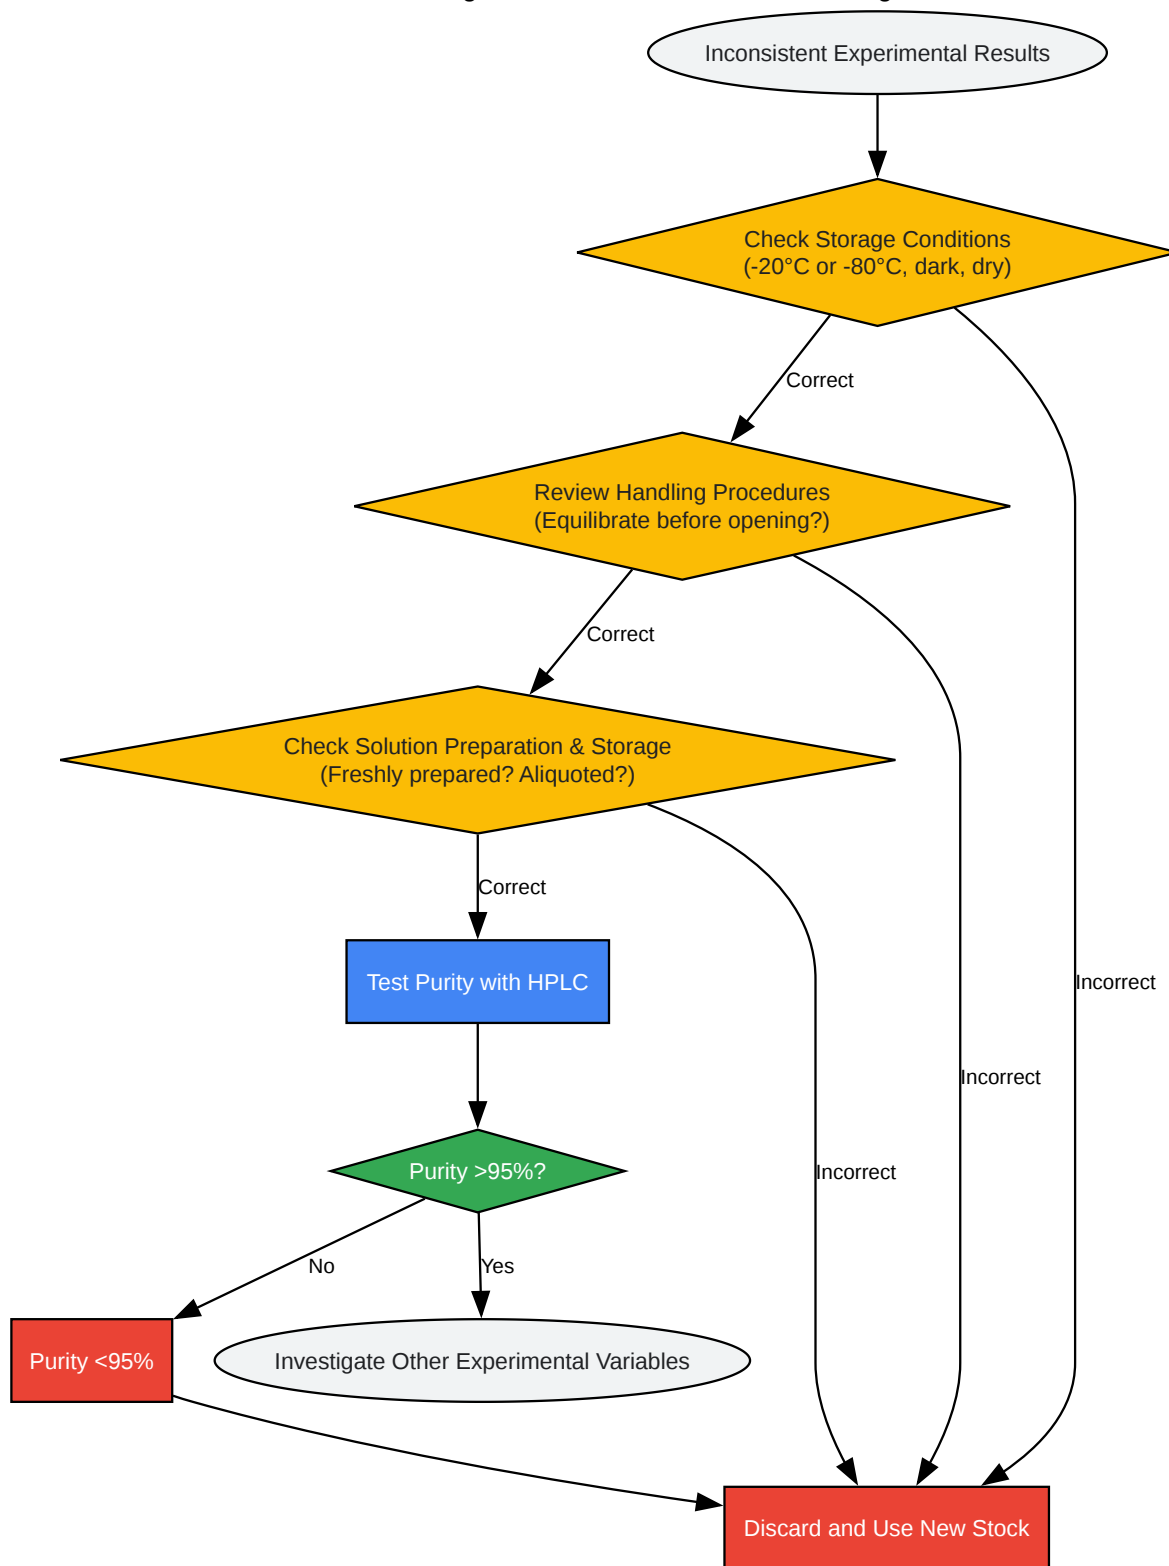 Inconsistent Experimental Results
Check Storage Conditions
(-20°C or -80°C, dark, dry)
Correct
Review Handling Procedures
(Equilibrate before opening?)
Correct
Check Solution Preparation & Storage
(Freshly prepared? Aliquoted?)
Correct
Test Purity with HPLC
Incorrect
Incorrect
Purity >95%?
Incorrect
No
Yes
Purity <95%
Investigate Other Experimental Variables
Discard and Use New Stock